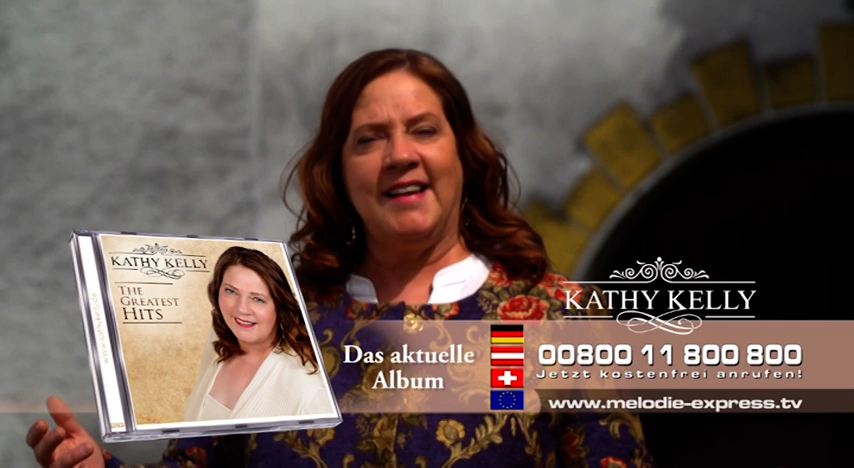 KATHY KELLY
THE
GREATEST
HITS
KATHY KELLY
Das aktuelle
Album
00800 11 800 800
Jetzt kostenfrei anrufen!
www.melodie-express.tv